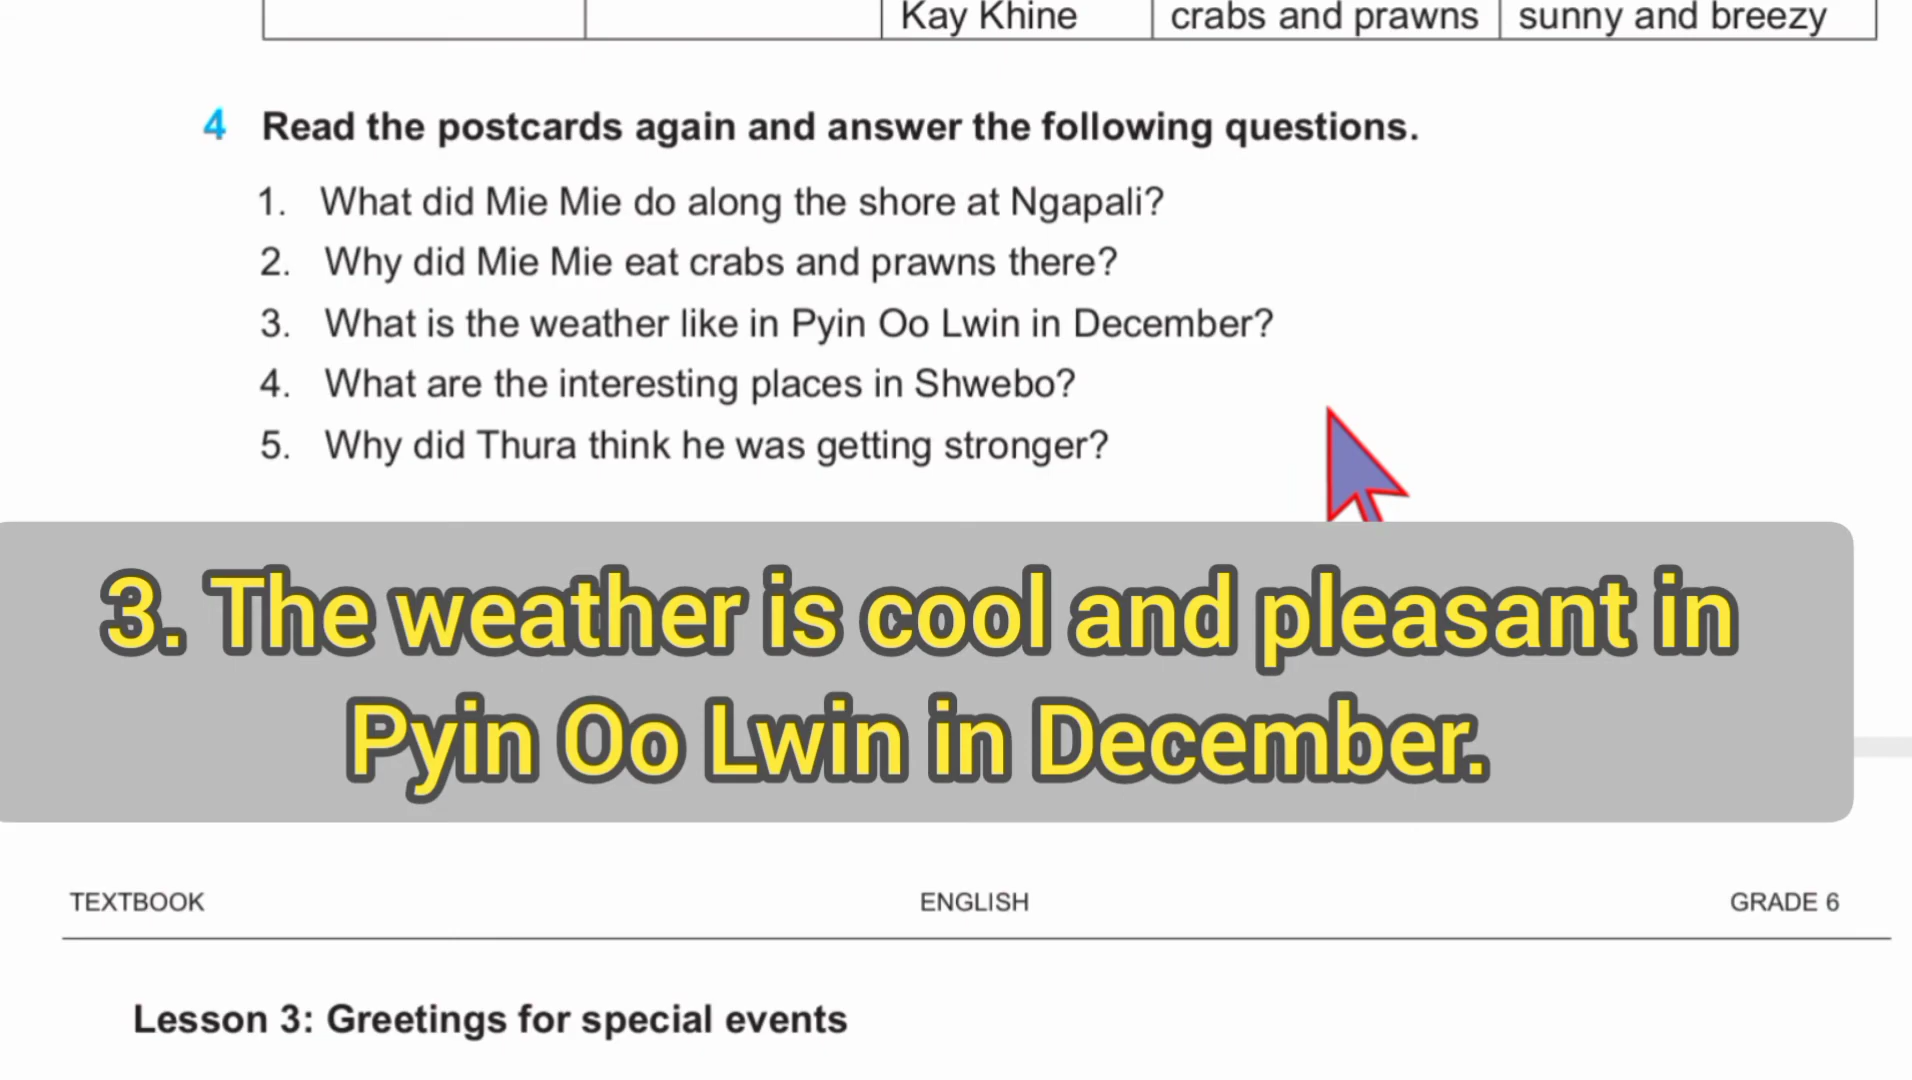 Kay Khine crabs and prawns sunny and breezy
4 Read the postcards again and answer the following questions.
1. What did Mie Mie do along the shore at Ngapali?
2. Why did Mie Mie eat crabs and prawns there?
3. What is the weather like in Pyin Oo Lwin in December?
4. What are the interesting places in Shwebo?
5. Why did Thura think he was getting stronger?
3. The weather is cool and pleasant in
Pyin Oo Lwin in December.
TEXTBOOK ENGLISH GRADE 6
Lesson 3: Greetings for special events